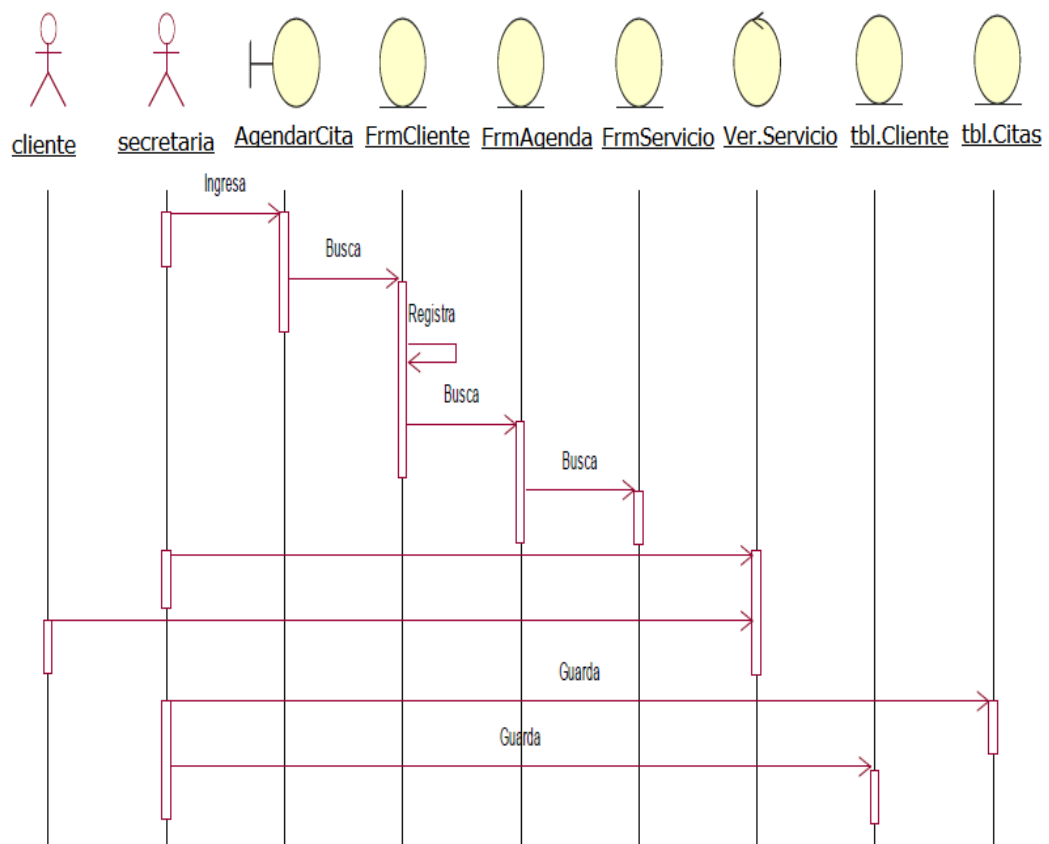 cliente
secretaria
AgendarCita
FrmCliente
FrmAgenda
FrmServicio
Ver.Servicio
tbl.Cliente
tbl.Citas
Ingresa
Busca
Registra
Busca
Busca
Guarda
Guarda